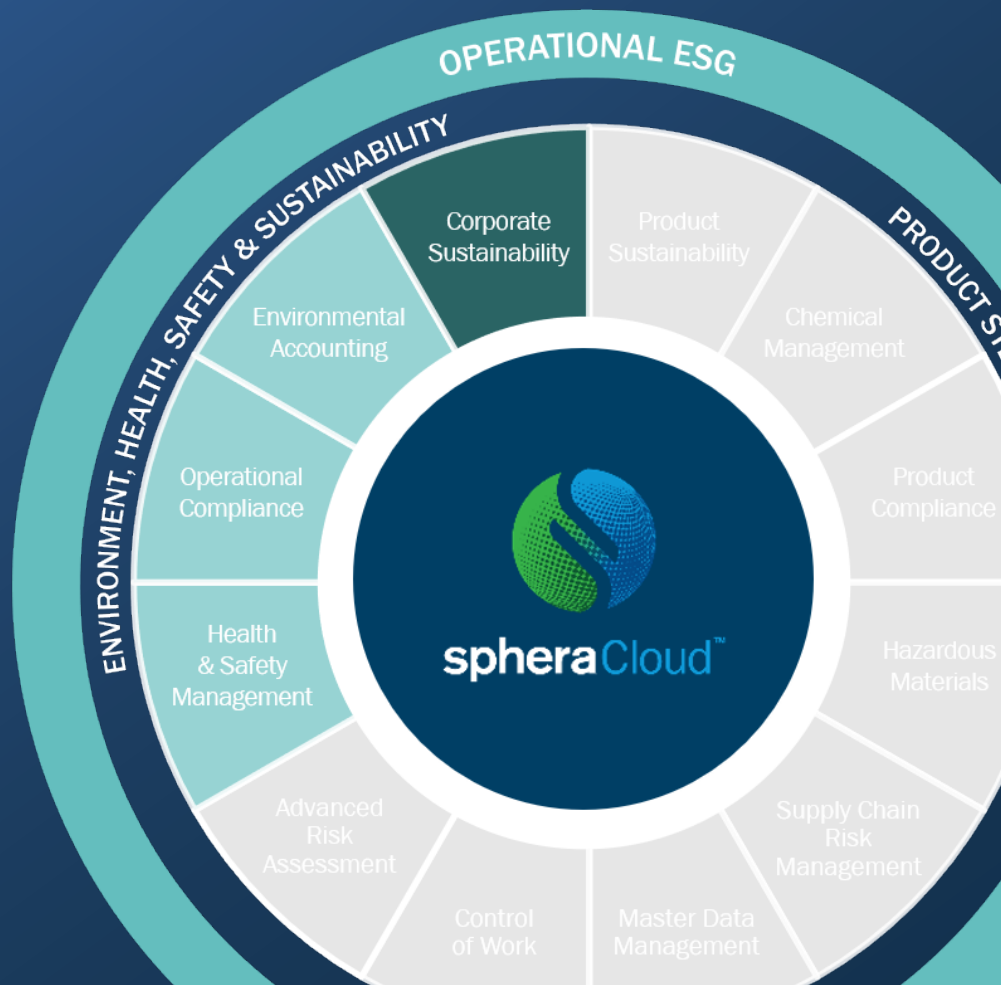 OPERATIONAL ESG
ENVIRONMENT, HEALTH, SAFETY & SUSTAINABILITY
PRODUCT
Corporate
Sustainability
Product
Sustainability
Environmental
Accounting
Chemical
Management
Operational
Compliance
Product
Compliance
Health
& Safety
Management
Hazardous
Materials
Advanced
Risk
Assessment
Supply Chain
Risk
Management
Control
of Work
Master Data
Management
spheraCloud™